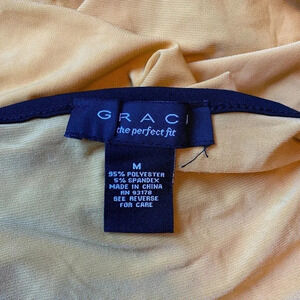 GRACI
the perfect fit
M
95% POLYESTER
5% SPANDEX
MADE IN CHINA
RN 93178
SEE REVERSE
FOR CARE